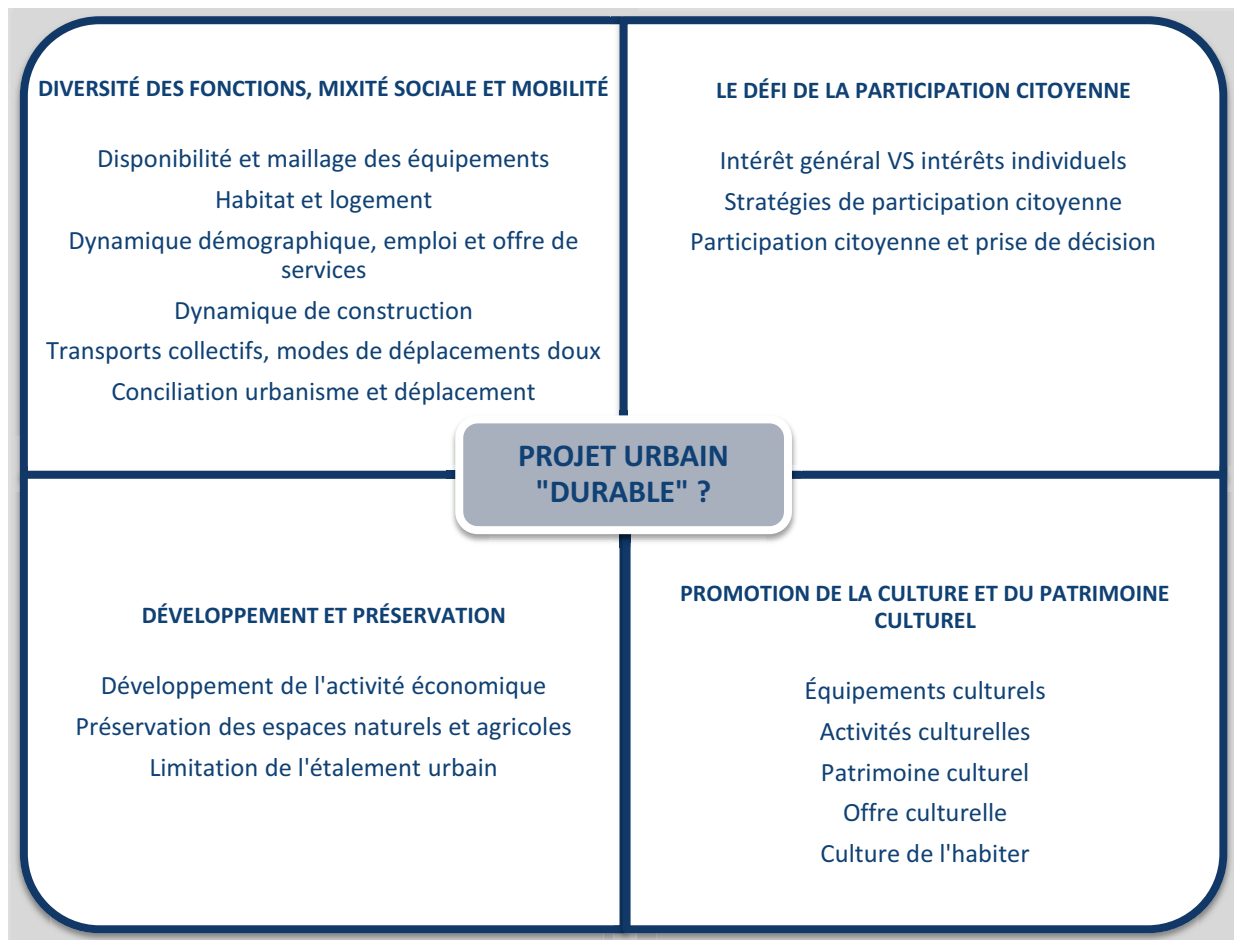 DIVERSITÉ DES FONCTIONS, MIXITÉ SOCIALE ET MOBILITÉ
Disponibilité et maillage des équipements
Habitat et logement
Dynamique démographique, emploi et offre de
services
Dynamique de construction
Transports collectifs, modes de déplacements doux
Conciliation urbanisme et déplacement
LE DÉFI DE LA PARTICIPATION CITOYENNE
Intérêt général VS intérêts individuels
Stratégies de participation citoyenne
Participation citoyenne et prise de décision
PROJET URBAIN
"DURABLE" ?
DÉVELOPPEMENT ET PRÉSERVATION
Développement de l'activité économique
Préservation des espaces naturels et agricoles
Limitation de l'étalement urbain
PROMOTION DE LA CULTURE ET DU PATRIMOINE
CULTUREL
Équipements culturels
Activités culturelles
Patrimoine culturel
Offre culturelle
Culture de l'habiter